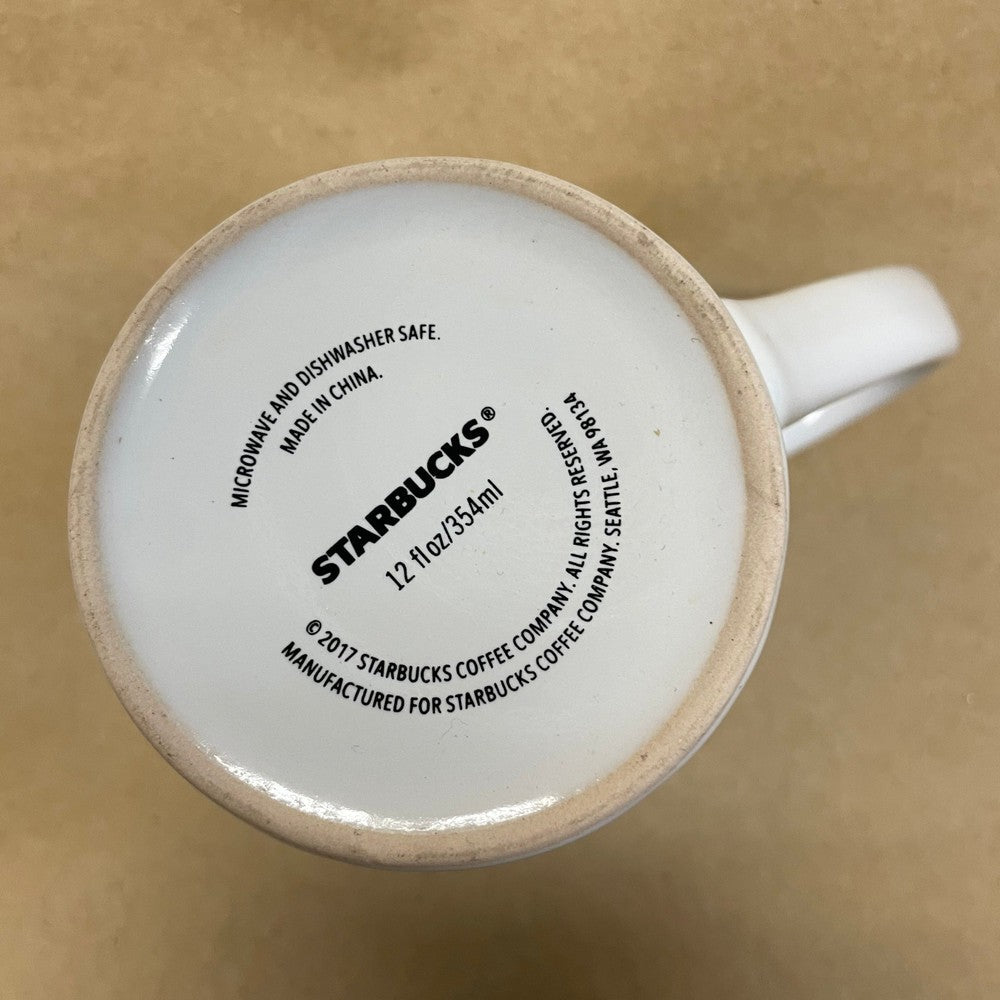 MICROWAVE AND DISHWASHER SAFE.
MADE IN CHINA.
STARBUCKS®
12 fl oz/354ml
© 2017 STARBUCKS COFFEE COMPANY. ALL RIGHTS RESERVED.
MANUFACTURED FOR STARBUCKS COFFEE COMPANY. SEATTLE, WA 98134